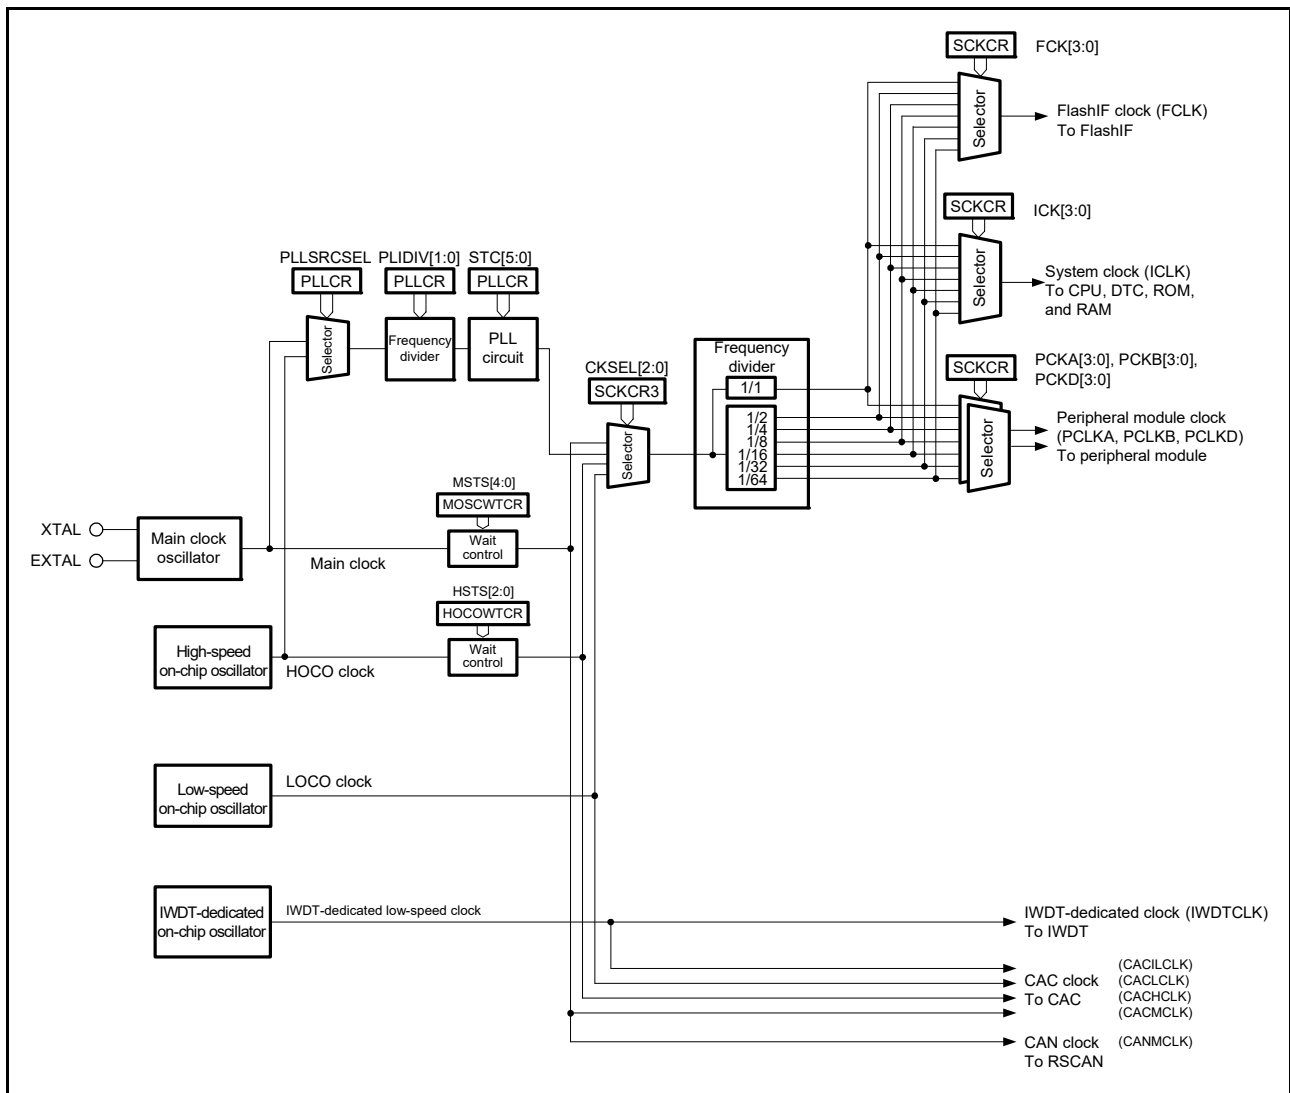 SCKCR FCK[3:0]
Selector
FlashIF clock (FCLK)
To FlashIF
SCKCR ICK[3:0]
Selector
System clock (ICLK)
To CPU, DTC, ROM,
and RAM
PLLSRCSEL PLIDIV[1:0] STC[5:0]
PLLCR PLLCR PLLCR
Selector
Frequency
divider
PLL
circuit
CKSEL[2:0]
SCKCR3
Selector
Frequency
divider
1/1
1/2
1/4
1/8
1/16
1/32
1/64
SCKCR
PCKA[3:0], PCKB[3:0],
PCKD[3:0]
Selector
Peripheral module clock
(PCLKA, PCLKB, PCLKD)
To peripheral module
XTAL
EXTAL
Main clock
oscillator
Main clock
MSTS[4:0]
MOSCWTCR
Wait
control
High-speed
on-chip oscillator
HOCO clock
HSTS[2:0]
HOCOWTCR
Wait
control
Low-speed
on-chip oscillator
LOCO clock
IWDT-dedicated
on-chip oscillator
IWDT-dedicated low-speed clock
IWDT-dedicated clock (IWDTCLK)
To IWDT
CAC clock
To CAC
(CACILCLK)
(CACLCLK)
(CACHCLK)
(CACMCLK)
CAN clock (CANMCLK)
To RSCAN